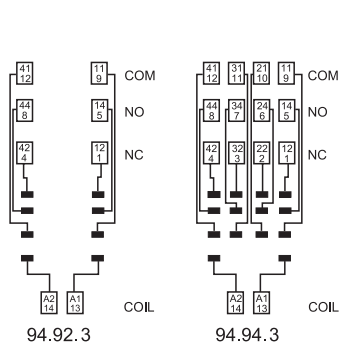 41 11 COM 41 31 21 11 COM
12 9 12 11 10 9
44 14 NO 44 34 24 14 NO
8 5 8 7 6 5
42 12 NC 42 32 22 12 NC
4 1 4 3 2 1
A2 A1 COIL A2 A1 COIL
14 13 14 13
94.92.3 94.94.3